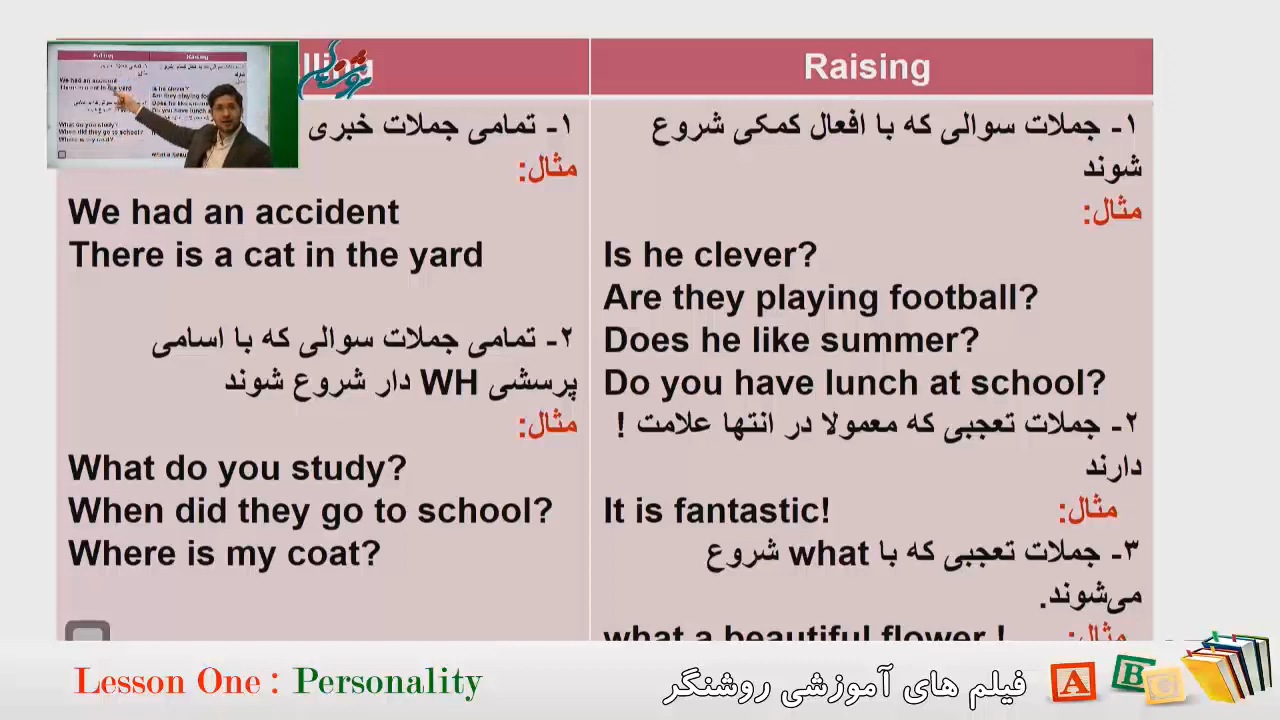 Raising
۱- تمامی جملات خبری
مثال:
We had an accident
There is a cat in the yard
۲- تمامی جملات سوالی که با اسامی
پرسشی WH دار شروع شوند
مثال:
What do you study?
When did they go to school?
Where is my coat?
۱- جملات سوالی که با افعال کمکی شروع
شوند
مثال:
Is he clever?
Are they playing football?
Does he like summer?
Do you have lunch at school?
۲- جملات تعجبی که معمولا در انتها علامت !
دارند
It is fantastic! مثال:
۳- جملات تعجبی که با what شروع
می‌شوند.
what a beautiful flower ! مثال:
Lesson One : Personality
فیلم های آموزشی روشنگر
A B C